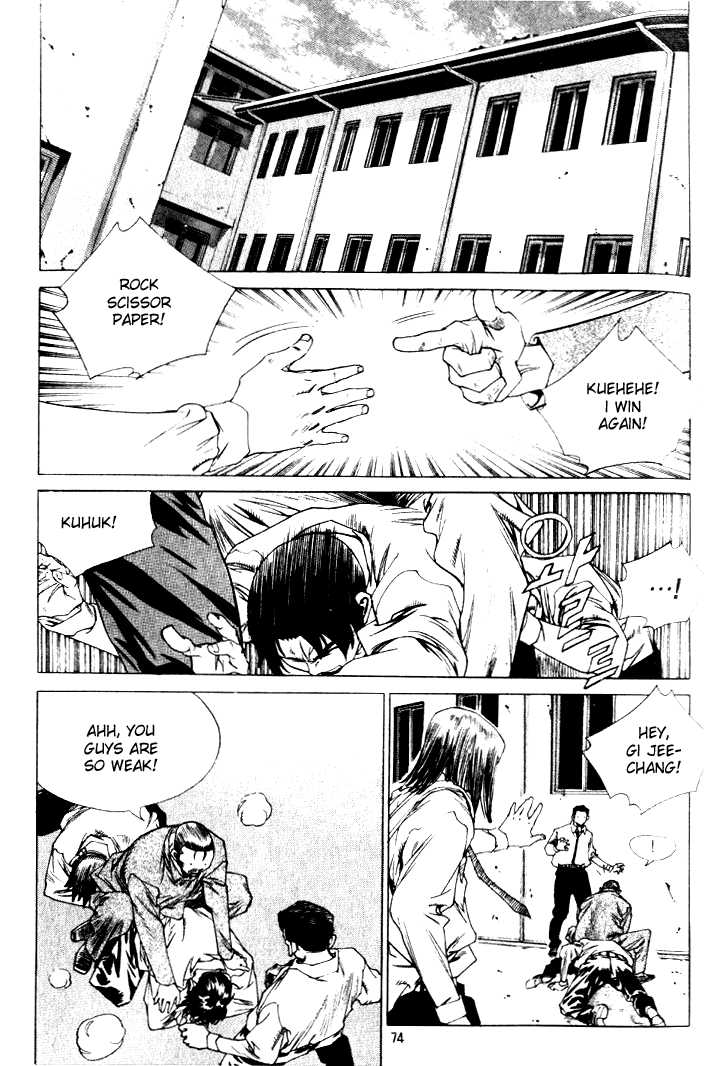 ROCK
SCISSOR
PAPER!
KUEHEHE!
I WIN
AGAIN!
KUHUK!
...!
AHH, YOU
GUYS ARE
SO WEAK!
HEY,
GI JEE-
CHANG!
!
74